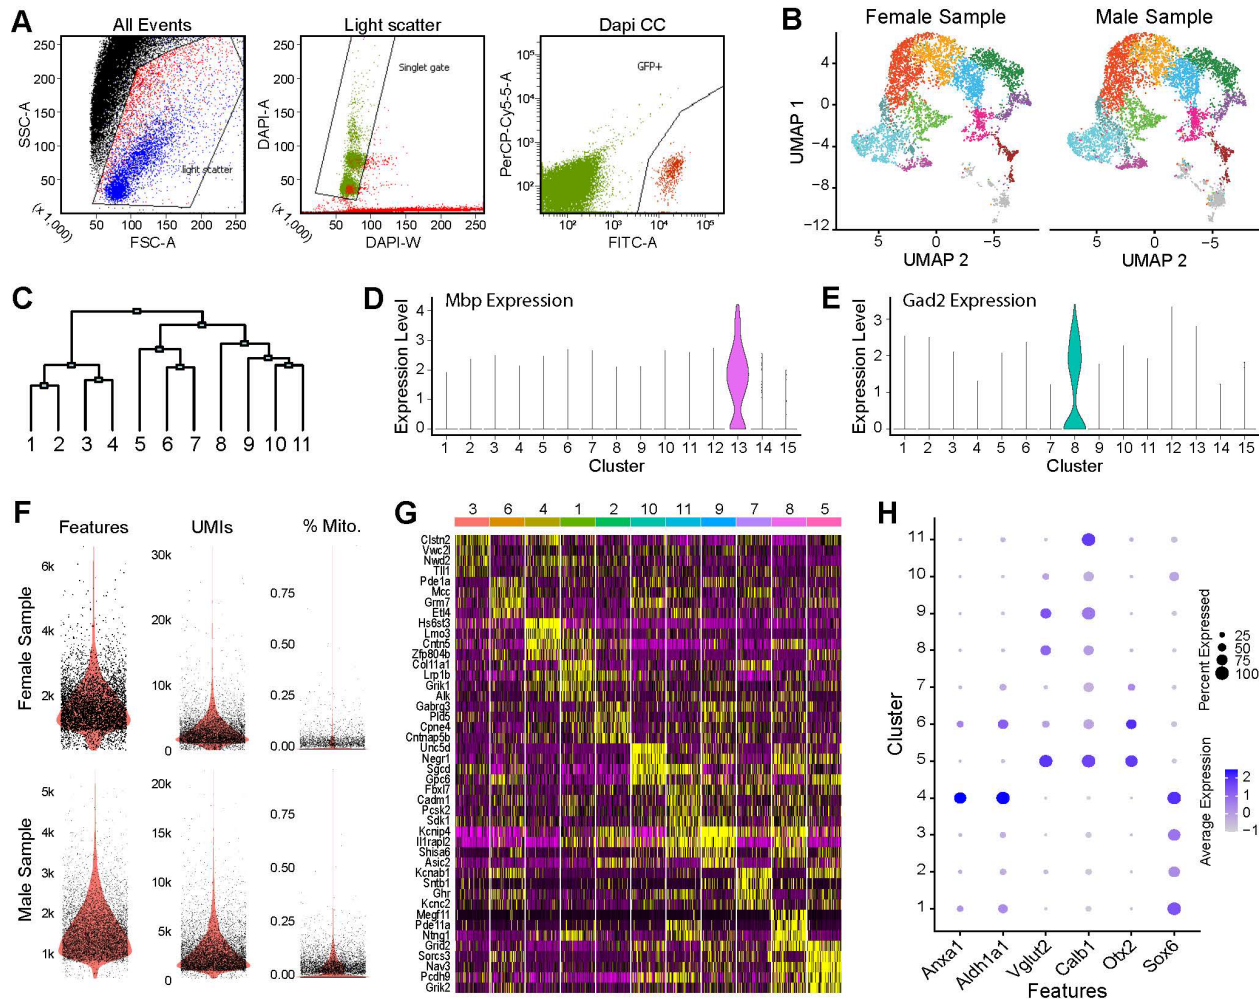 A
All Events
SSC-A
250
200
150
100
50
(x 1,000)
50 100 150 200 250
FSC-A
light scatter
Light scatter
DAPI-A
250
200
150
100
50
(x 1,000)
50 100 150 200 250
DAPI-W
Singlet gate
Dapi CC
PerCP-Cy5-5-A
10⁵
10⁴
10³
10²
10² 10³ 10⁴ 10⁵
FITC-A
GFP+
B
Female Sample
Male Sample
UMAP 1
4
0
−4
−8
−12
5 0 −5
UMAP 2
5 0 −5
UMAP 2
C
1 2 3 4 5 6 7 8 9 10 11
D
Mbp Expression
Expression Level
4
3
2
1
0
1 2 3 4 5 6 7 8 9 10 11 12 13 14 15
Cluster
E
Gad2 Expression
Expression Level
3
2
1
0
1 2 3 4 5 6 7 8 9 10 11 12 13 14 15
Cluster
F
Features
UMIs
% Mito.
Female Sample
6k
4k
2k
30k
20k
10k
0
0.75
0.50
0.25
0.00
Male Sample
5k
4k
3k
2k
1k
20k
15k
10k
5k
0
0.75
0.50
0.25
0.00
G
3 6 4 1 2 10 11 9 7 8 5
Clstn2
Vwc2l
Nwd2
Tll1
Pde1a
Mcc
Grm7
Etl4
Hs6st3
Lmo3
Cntn5
Zfp804b
Col11a1
Lrp1b
Grik1
Alk
Gabrg3
Pld5
Cpne4
Cntnap5b
Unc5d
Negr1
Sgcd
Gpc6
Fbxl7
Cadm1
Pcsk2
Sdk1
Kcnip4
Il1rapl2
Shisa6
Asic2
Kcnab1
Sntb1
Ghr
Kcnc2
Megf11
Pde11a
Ntng1
Grid2
Sorcs3
Nav3
Pcdh9
Grik2
H
Cluster
11
10
9
8
7
6
5
4
3
2
1
Anxa1 Aldh1a1 Vglut2 Calb1 Otx2 Sox6
Features
Percent Expressed
25
50
75
100
Average Expression
2
1
0
−1